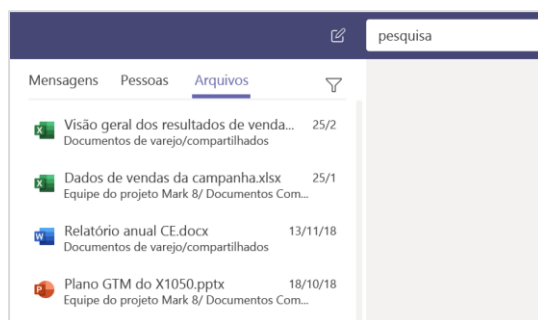 pesquisa
Mensagens Pessoas Arquivos
Visão geral dos resultados de venda... 25/2
Documentos de varejo/compartilhados
Dados de vendas da campanha.xlsx 25/1
Equipe do projeto Mark 8/ Documentos Com...
Relatório anual CE.docx 13/11/18
Documentos de varejo/compartilhados
Plano GTM do X1050.pptx 18/10/18
Equipe do projeto Mark 8/ Documentos Com...